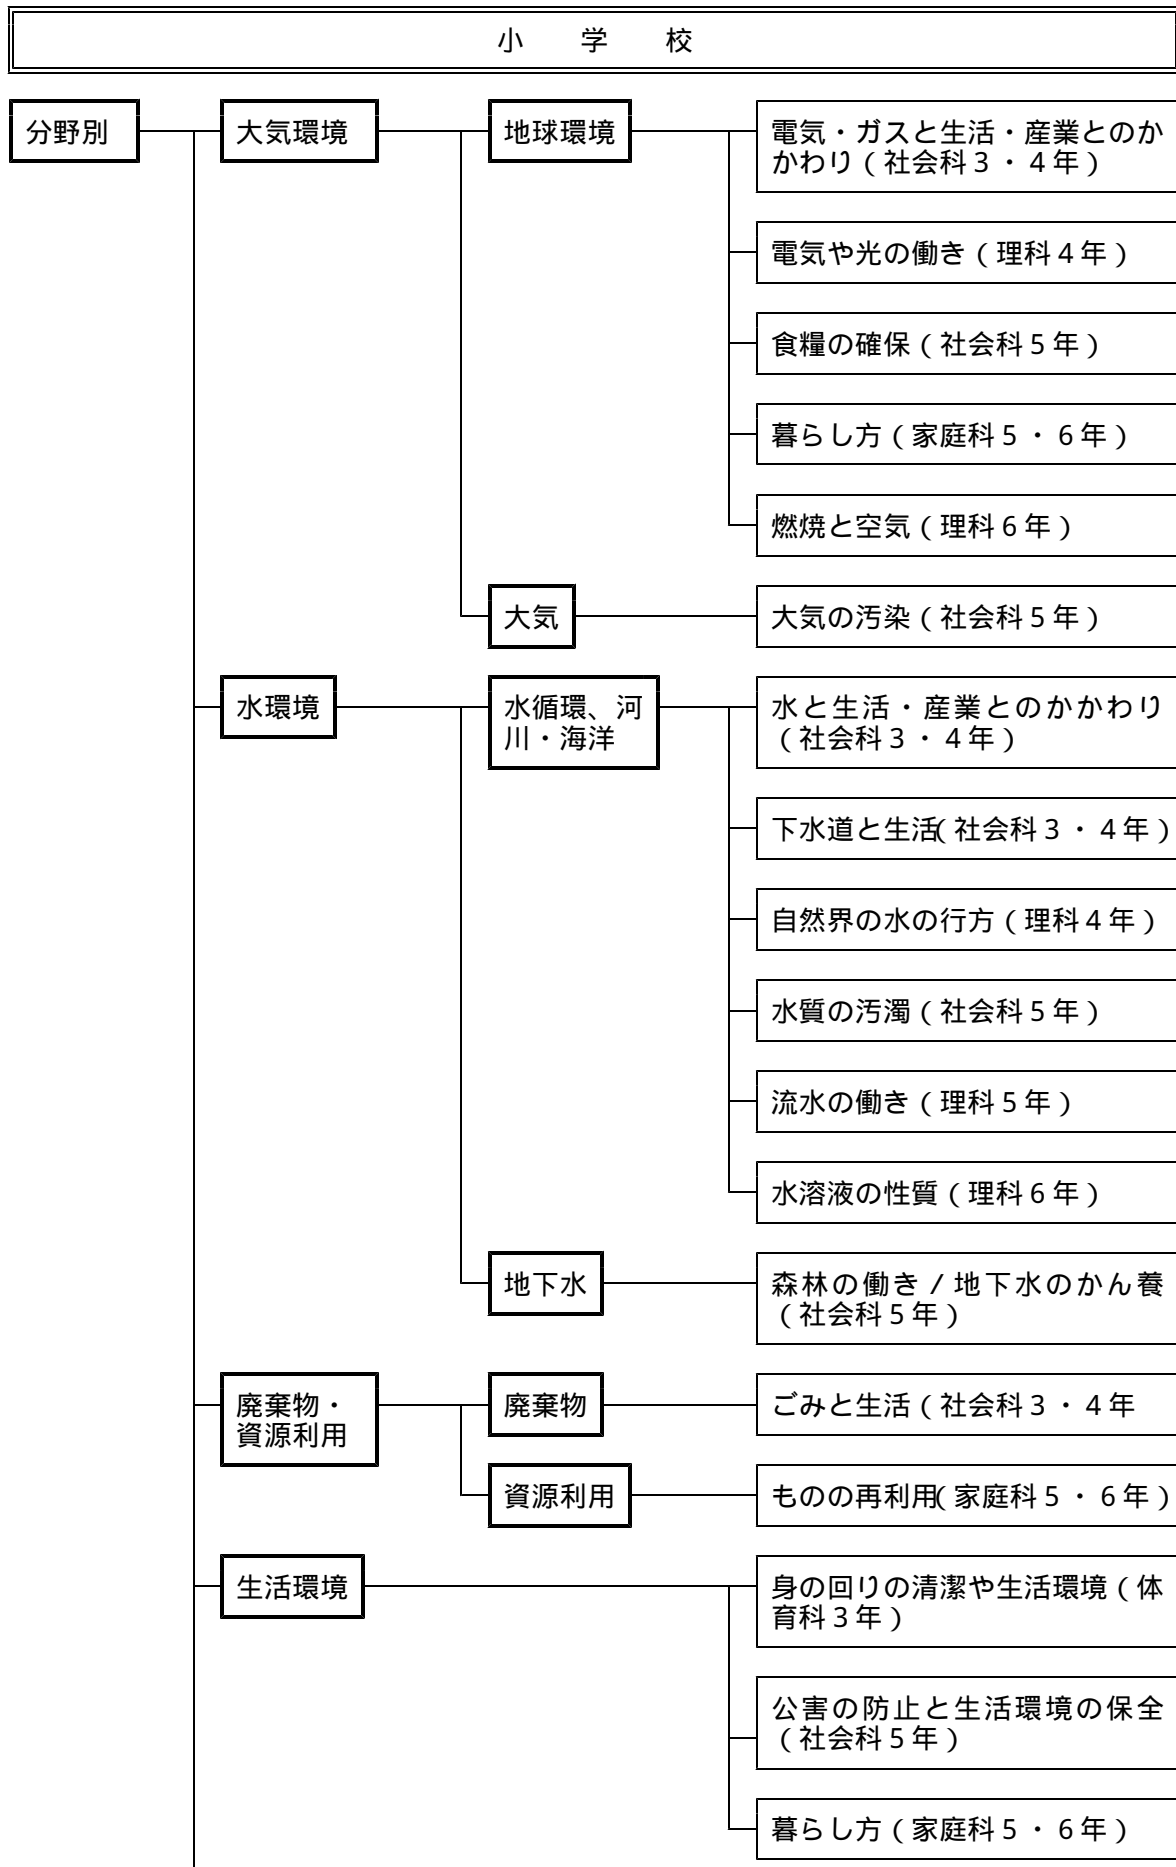 小学校
分野別
大気環境
地球環境
電気・ガスと生活・産業とのか
かわり（社会科３・４年）
電気や光の働き（理科４年）
食糧の確保（社会科５年）
暮らし方（家庭科５・６年）
燃焼と空気（理科６年）
大気
大気の汚染（社会科５年）
水環境
水循環、河
川・海洋
水と生活・産業とのかかわり
（社会科３・４年）
下水道と生活（社会科３・４年）
自然界の水の行方（理科４年）
水質の汚濁（社会科５年）
流水の働き（理科５年）
水溶液の性質（理科６年）
地下水
森林の働き／地下水のかん養
（社会科５年）
廃棄物・
資源利用
廃棄物
ごみと生活（社会科３・４年
資源利用
ものの再利用（家庭科５・６年）
生活環境
身の回りの清潔や生活環境（体
育科３年）
公害の防止と生活環境の保全
（社会科５年）
暮らし方（家庭科５・６年）